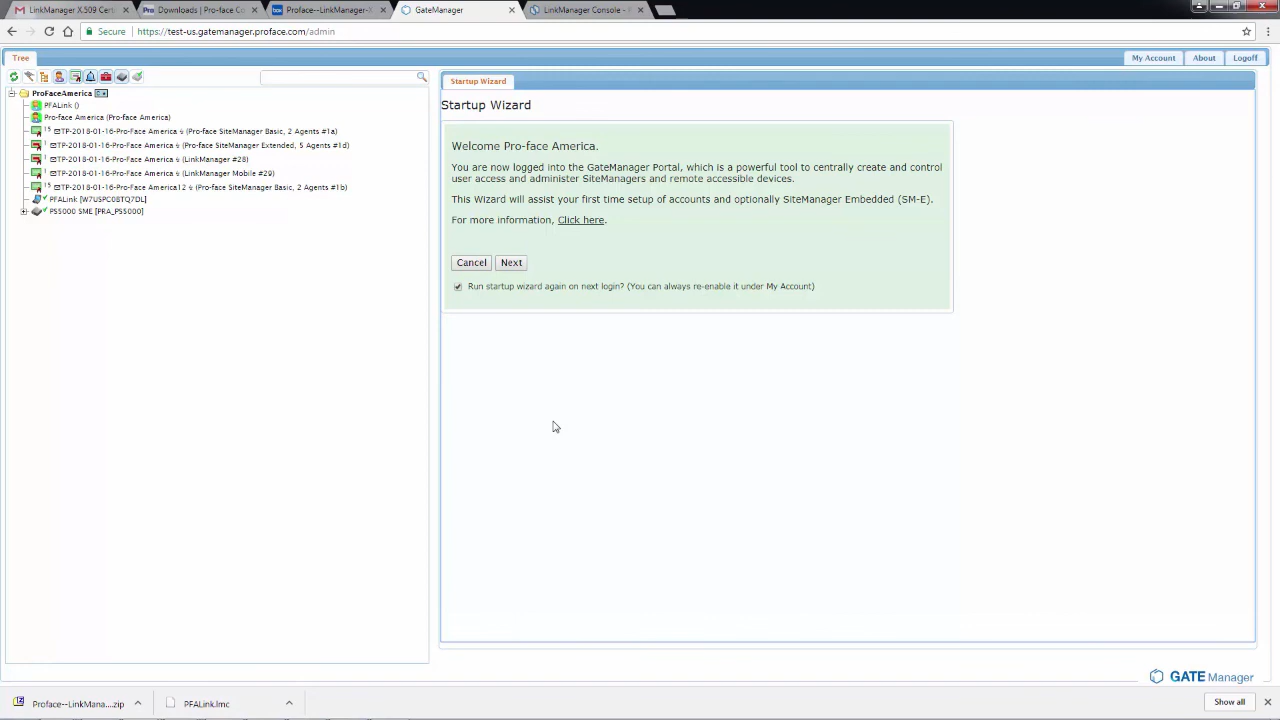 LinkManager X.509 Cert
Downloads | Pro-face Co
Proface--LinkManager-X
GateManager
LinkManager Console -
Secure
https://test-us.gatemanager.proface.com/admin
Tree
My Account
About
Logoff
ProFaceAmerica
PFALink ()
Pro-face America (Pro-face America)
15 TP-2018-01-16-Pro-Face America (Pro-face SiteManager Basic, 2 Agents #1a)
1 TP-2018-01-16-Pro-Face America (Pro-face SiteManager Extended, 5 Agents #1d)
1 TP-2018-01-16-Pro-Face America (LinkManager #28)
1 TP-2018-01-16-Pro-Face America (LinkManager Mobile #29)
15 TP-2018-01-16-Pro-Face America12 (Pro-face SiteManager Basic, 2 Agents #1b)
PFALink [W7USPC0BTQ7DL]
PS5000 SME [PRA_PS5000]
Startup Wizard
Startup Wizard
Welcome Pro-face America.
You are now logged into the GateManager Portal, which is a powerful tool to centrally create and control
user access and administer SiteManagers and remote accessible devices.
This Wizard will assist your first time setup of accounts and optionally SiteManager Embedded (SM-E).
For more information, Click here.
Cancel
Next
Run startup wizard again on next login? (You can always re-enable it under My Account)
GATE Manager
Proface--LinkMana....zip
PFALink.lmc
Show all